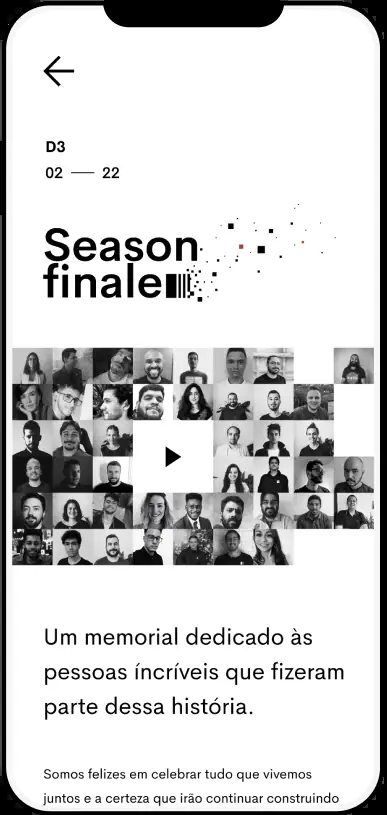 D3
02 — 22
Season
finale
Um memorial dedicado às
pessoas íncríveis que fizeram
parte dessa história.
Somos felizes em celebrar tudo que vivemos
juntos e a certeza que irão continuar construindo